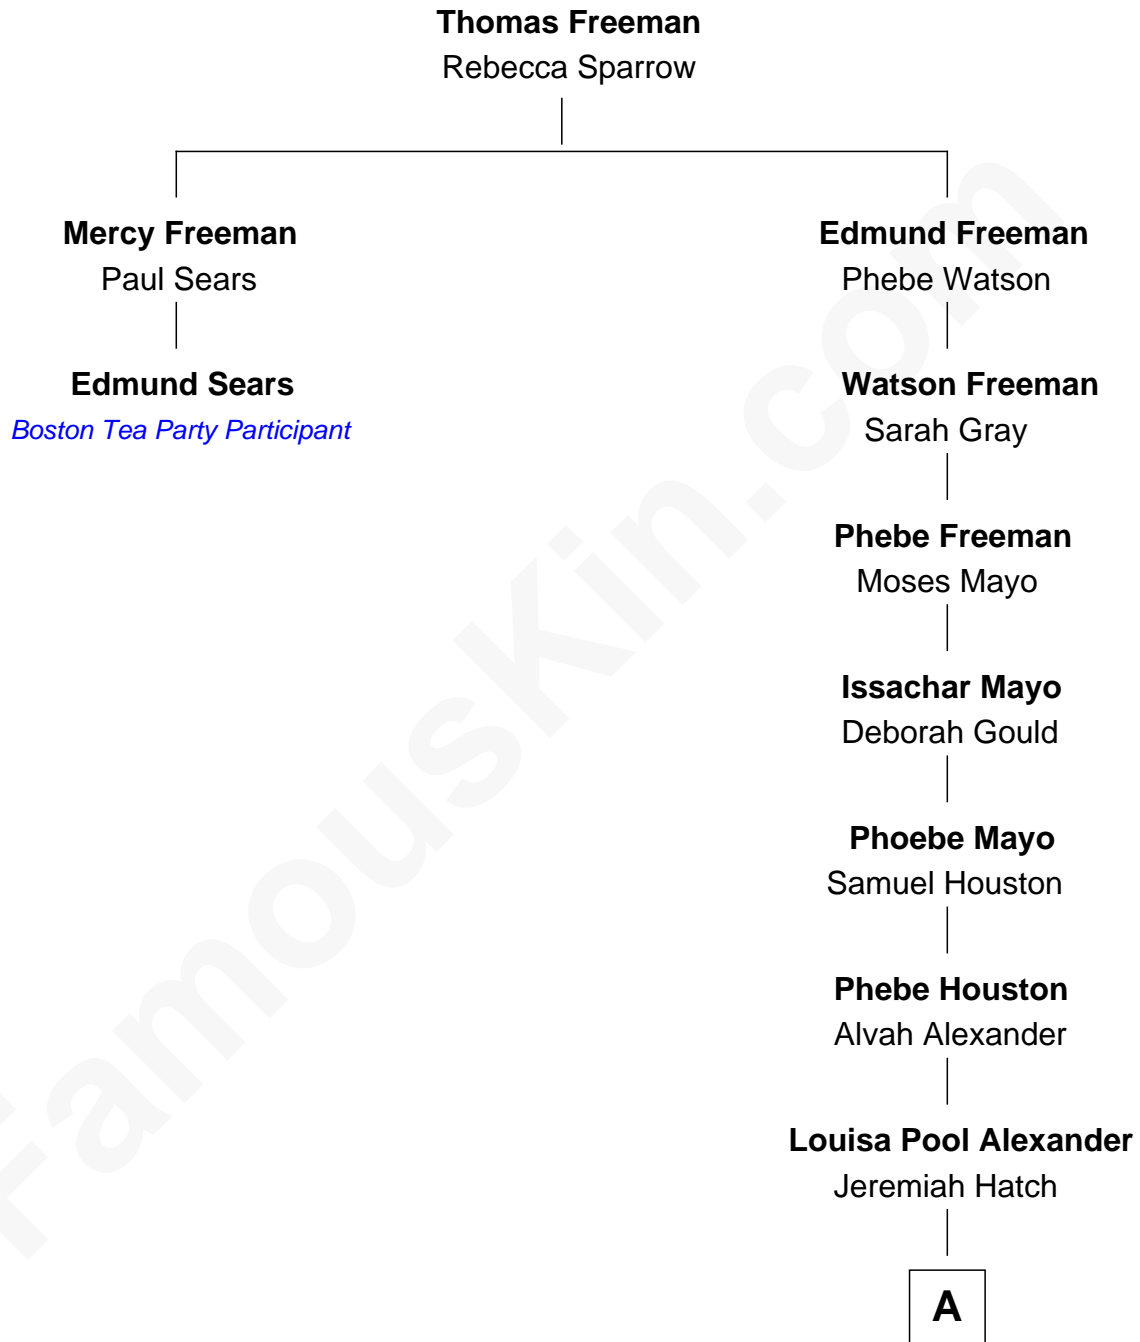 Thomas Freeman
Rebecca Sparrow
Mercy Freeman
Paul Sears
Edmund Sears
Boston Tea Party Participant
Edmund Freeman
Phebe Watson
Watson Freeman
Sarah Gray
Phebe Freeman
Moses Mayo
Issachar Mayo
Deborah Gould
Phoebe Mayo
Samuel Houston
Phebe Houston
Alvah Alexander
Louisa Pool Alexander
Jeremiah Hatch
A
FamousKin.com